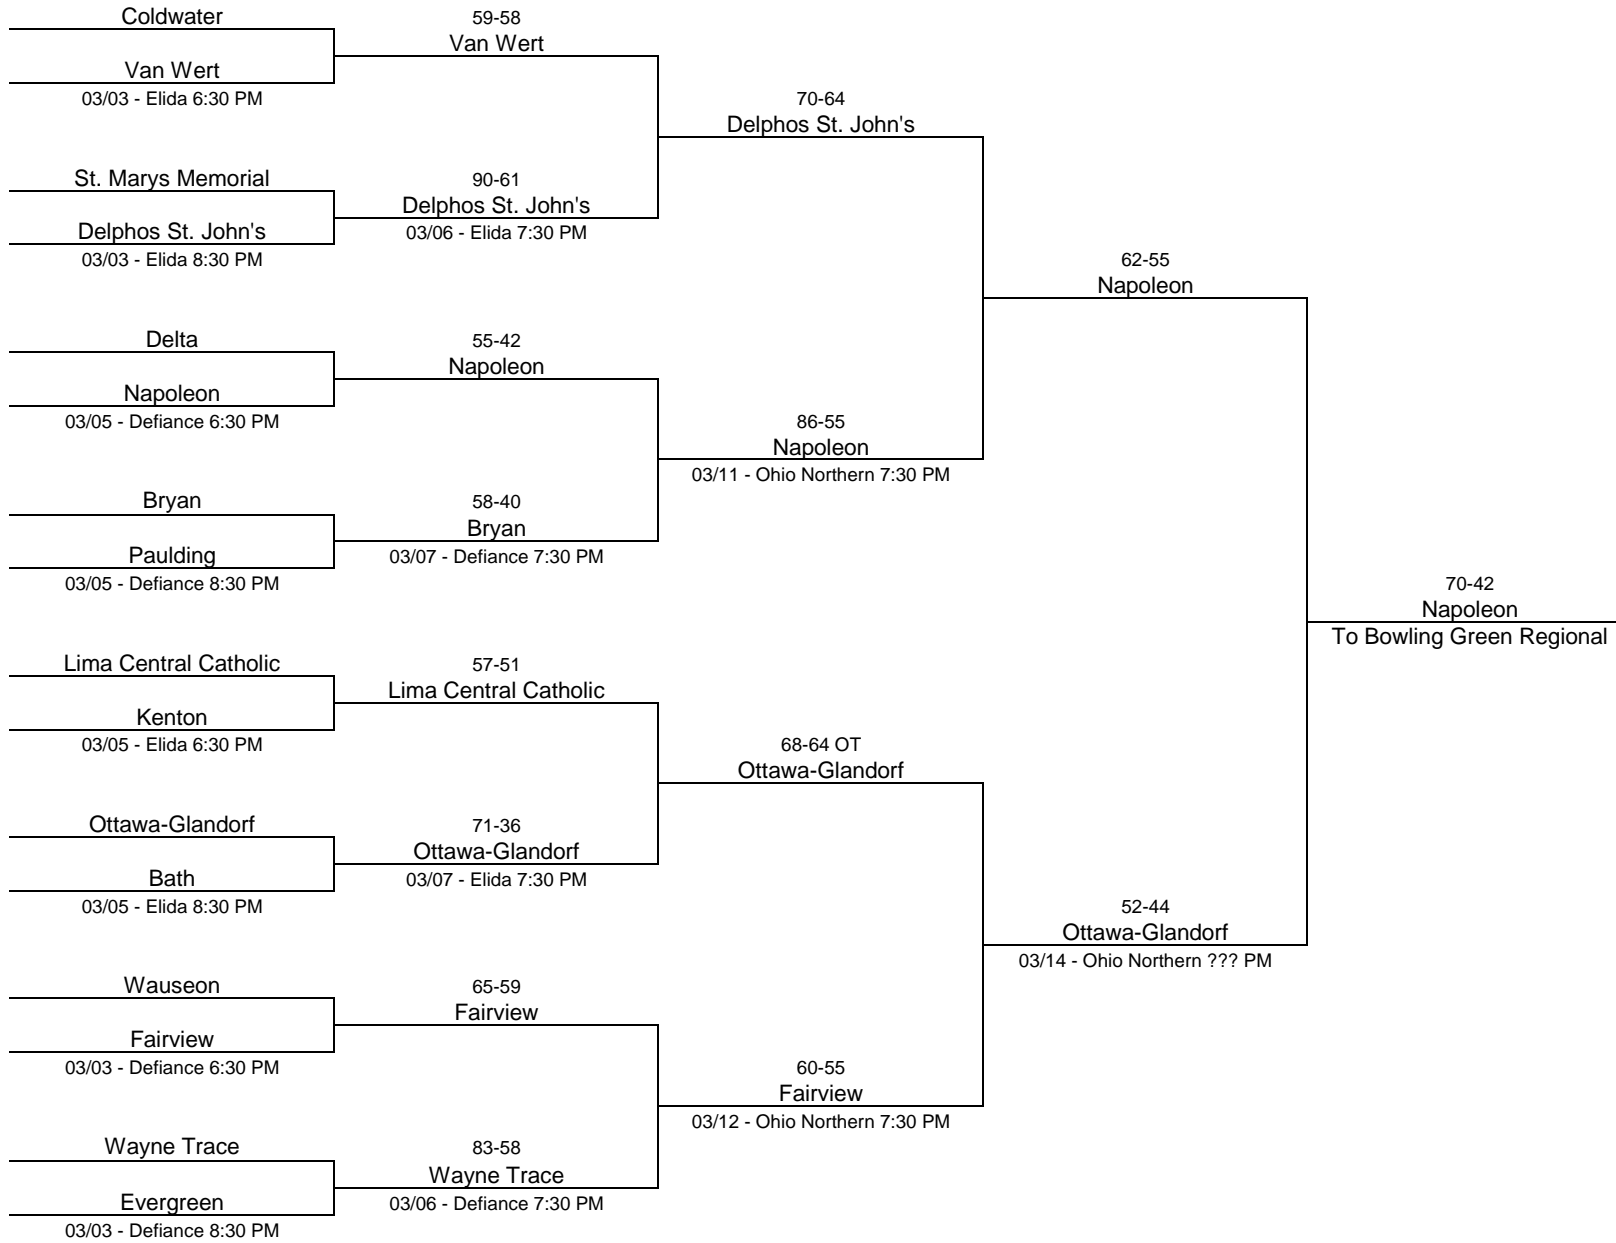 Coldwater
Van Wert
03/03 - Elida 6:30 PM
St. Marys Memorial
Delphos St. John's
03/03 - Elida 8:30 PM
Delta
Napoleon
03/05 - Defiance 6:30 PM
Bryan
Paulding
03/05 - Defiance 8:30 PM
Lima Central Catholic
Kenton
03/05 - Elida 6:30 PM
Ottawa-Glandorf
Bath
03/05 - Elida 8:30 PM
Wauseon
Fairview
03/03 - Defiance 6:30 PM
Wayne Trace
Evergreen
03/03 - Defiance 8:30 PM
59-58
Van Wert
90-61
Delphos St. John's
03/06 - Elida 7:30 PM
55-42
Napoleon
58-40
Bryan
03/07 - Defiance 7:30 PM
57-51
Lima Central Catholic
71-36
Ottawa-Glandorf
03/07 - Elida 7:30 PM
65-59
Fairview
83-58
Wayne Trace
03/06 - Defiance 7:30 PM
70-64
Delphos St. John's
86-55
Napoleon
03/11 - Ohio Northern 7:30 PM
68-64 OT
Ottawa-Glandorf
60-55
Fairview
03/12 - Ohio Northern 7:30 PM
62-55
Napoleon
52-44
Ottawa-Glandorf
03/14 - Ohio Northern ??? PM
70-42
Napoleon
To Bowling Green Regional